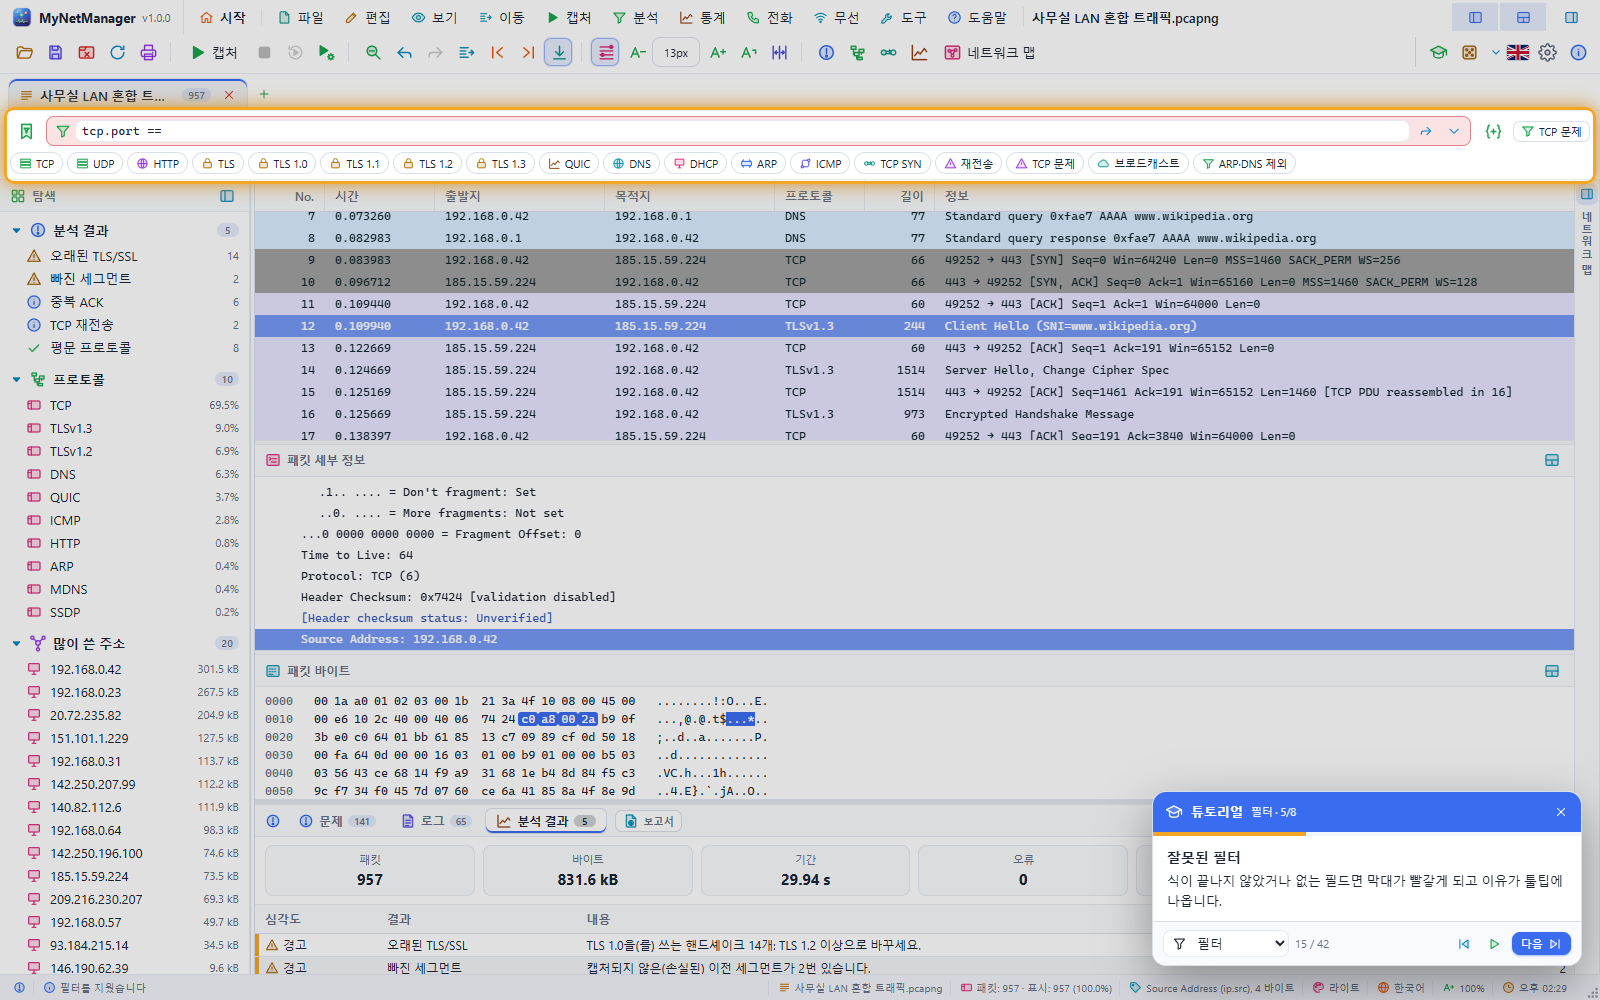 MyNetManager v1.0.0 시작 파일 편집 보기 이동 캡처 분석 통계 전화 무선 도구 도움말 사무실 LAN 혼합 트래픽.pcapng
캡처 A− 13px A+ A 네트워크 맵
사무실 LAN 혼합 트... 957
tcp.port == TCP 문제
TCP UDP HTTP TLS TLS 1.0 TLS 1.1 TLS 1.2 TLS 1.3 QUIC DNS DHCP ARP ICMP TCP SYN 재전송 TCP 문제 브로드캐스트 ARP·DNS 제외
탐색
분석 결과 5
오래된 TLS/SSL 14
빠진 세그먼트 2
중복 ACK 6
TCP 재전송 2
평문 프로토콜 8
프로토콜 10
TCP 69.5%
TLSv1.3 9.0%
TLSv1.2 6.9%
DNS 6.3%
QUIC 3.7%
ICMP 2.8%
HTTP 0.8%
ARP 0.4%
MDNS 0.4%
SSDP 0.2%
많이 쓴 주소 20
192.168.0.42 301.5 kB
192.168.0.23 267.5 kB
20.72.235.82 204.9 kB
151.101.1.229 127.5 kB
192.168.0.31 113.7 kB
142.250.207.99 112.2 kB
140.82.112.6 111.9 kB
192.168.0.64 98.3 kB
142.250.196.100 74.6 kB
185.15.59.224 73.5 kB
209.216.230.207 69.3 kB
192.168.0.57 49.7 kB
93.184.215.14 34.5 kB
146.190.62.39 9.6 kB
No. 시간 출발지 목적지 프로토콜 길이 정보
7 0.073260 192.168.0.42 192.168.0.1 DNS 77 Standard query 0xfae7 AAAA www.wikipedia.org
8 0.082983 192.168.0.1 192.168.0.42 DNS 77 Standard query response 0xfae7 AAAA www.wikipedia.org
9 0.083983 192.168.0.42 185.15.59.224 TCP 66 49252 → 443 [SYN] Seq=0 Win=64240 Len=0 MSS=1460 SACK_PERM WS=256
10 0.096712 185.15.59.224 192.168.0.42 TCP 66 443 → 49252 [SYN, ACK] Seq=0 Ack=1 Win=65160 Len=0 MSS=1460 SACK_PERM WS=128
11 0.109440 192.168.0.42 185.15.59.224 TCP 60 49252 → 443 [ACK] Seq=1 Ack=1 Win=64000 Len=0
12 0.109940 192.168.0.42 185.15.59.224 TLSv1.3 244 Client Hello (SNI=www.wikipedia.org)
13 0.122669 185.15.59.224 192.168.0.42 TCP 60 443 → 49252 [ACK] Seq=1 Ack=191 Win=65152 Len=0
14 0.124669 185.15.59.224 192.168.0.42 TLSv1.3 1514 Server Hello, Change Cipher Spec
15 0.125169 185.15.59.224 192.168.0.42 TCP 1514 443 → 49252 [ACK] Seq=1461 Ack=191 Win=65152 Len=1460 [TCP PDU reassembled in 16]
16 0.125669 185.15.59.224 192.168.0.42 TLSv1.3 973 Encrypted Handshake Message
17 0.138397 192.168.0.42 185.15.59.224 TCP 60 49252 → 443 [ACK] Seq=191 Ack=3840 Win=64000 Len=0
네트워크 맵
패킷 세부 정보
.1.. .... = Don't fragment: Set
..0. .... = More fragments: Not set
...0 0000 0000 0000 = Fragment Offset: 0
Time to Live: 64
Protocol: TCP (6)
Header Checksum: 0x7424 [validation disabled]
[Header checksum status: Unverified]
Source Address: 192.168.0.42
패킷 바이트
0000 00 1a a0 01 02 03 00 1b 21 3a 4f 10 08 00 45 00 ........!:O...E.
0010 00 e6 10 2c 40 00 40 06 74 24 c0 a8 00 2a b9 0f ...,@.@.t$...*..
0020 3b e0 c0 64 01 bb 61 85 13 c7 09 89 cf 0d 50 18 ;..d..a.......P.
0030 00 fa 64 0d 00 00 16 03 01 00 b9 01 00 00 b5 03 ..d.............
0040 03 56 43 ce 68 14 f9 a9 31 68 1e b4 8d 84 f5 c3 .VC.h...1h......
0050 9c f7 34 f0 45 7d 07 60 ce 6a 41 85 8a 4f 8e 9d ..4.E}.`.jA..O..
문제 141 로그 65 분석 결과 5 보고서
패킷 바이트 기간 오류
957 831.6 kB 29.94 s 0
심각도 결과 내용
경고 오래된 TLS/SSL TLS 1.0을(를) 쓰는 핸드셰이크 14개: TLS 1.2 이상으로 바꾸세요.
경고 빠진 세그먼트 캡처되지 않은(손실된) 이전 세그먼트가 2번 있습니다. 2
튜토리얼 필터 · 5/8
잘못된 필터
식이 끝나지 않았거나 없는 필드면 막대가 빨갛게 되고 이유가 툴팁에
나옵니다.
필터 15 / 42 다음
필터를 지웠습니다 사무실 LAN 혼합 트래픽.pcapng 패킷: 957 · 표시: 957 (100.0%) Source Address (ip.src), 4 바이트 라이트 한국어 100% 오후 02:29